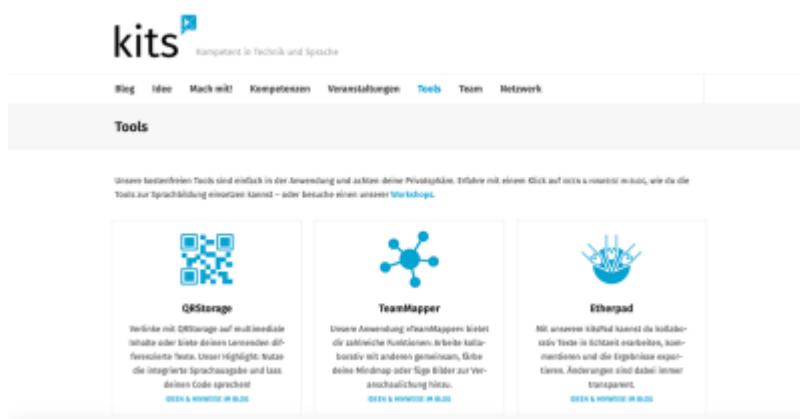 kits
Kompetent in Technik und Sprache
Blog Idee Mach mit! Kompetenzen Veranstaltungen Tools Team Netzwerk
Tools
Unsere kostenfreien Tools sind einfach in der Anwendung und achten deine Privatsphäre. Erfahre mit einem Klick auf IDEEN & HINWEISE IM BLOG, wie du die
Tools zur Sprachbildung einsetzen kannst – oder besuche einen unserer Workshops.
QRStorage
Verlinke mit QRStorage auf multimediale
Inhalte oder biete deinen Lernenden dif-
ferenzierte Texte. Unser Highlight: Nutze
die integrierte Sprachausgabe und lass
deinen Code sprechen!
IDEEN & HINWEISE IM BLOG
TeamMapper
Unsere Anwendung »TeamMapper« bietet
dir zahlreiche Funktionen: Arbeite kolla-
borativ mit anderen gemeinsam, färbe
deine Mindmap oder füge Bilder zur Ver-
anschaulichung hinzu.
IDEEN & HINWEISE IM BLOG
Etherpad
Mit unserem KitsPad kannst du kollabo-
rativ Texte in Echtzeit erarbeiten, kom-
mentieren und die Ergebnisse expor-
tieren. Änderungen sind dabei immer
transparent.
IDEEN & HINWEISE IM BLOG